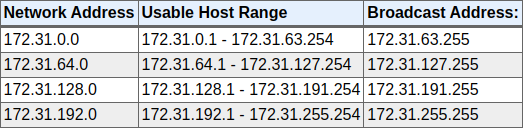 Network Address Usable Host Range Broadcast Address:
172.31.0.0 172.31.0.1 - 172.31.63.254 172.31.63.255
172.31.64.0 172.31.64.1 - 172.31.127.254 172.31.127.255
172.31.128.0 172.31.128.1 - 172.31.191.254 172.31.191.255
172.31.192.0 172.31.192.1 - 172.31.255.254 172.31.255.255